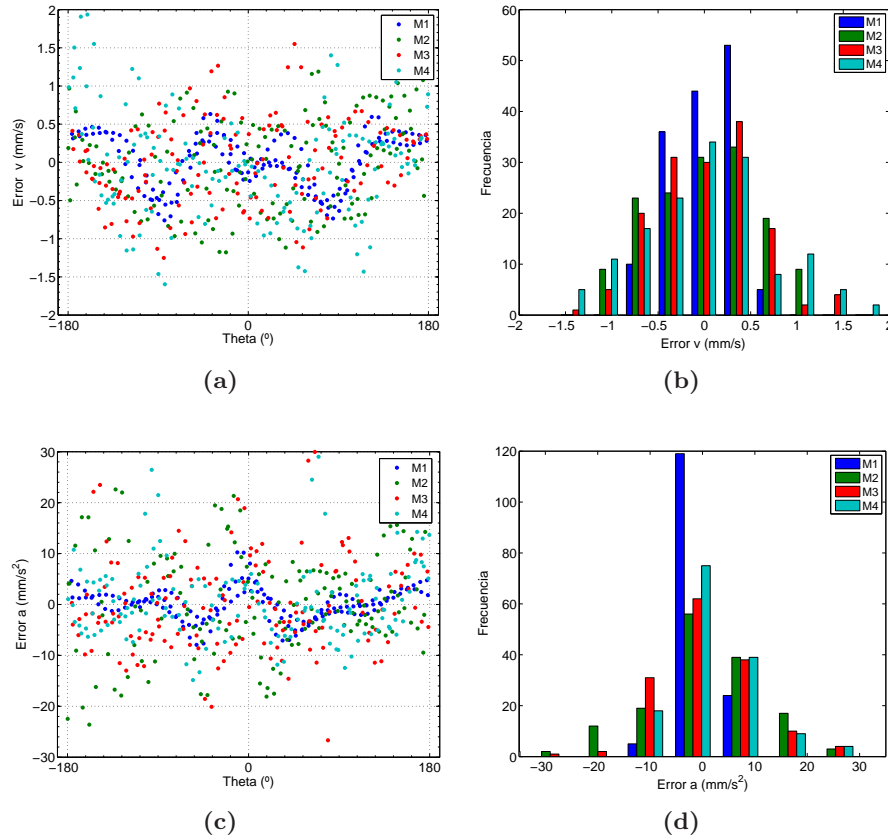 2
1.5
1
0.5
0
−0.5
−1
−1.5
−2
−180
0
180
Theta (º)
Error v (mm/s)
M1
M2
M3
M4
(a)
60
50
40
30
20
10
0
−2
−1.5
−1
−0.5
0
0.5
1
1.5
2
Error v (mm/s)
Frecuencia
M1
M2
M3
M4
(b)
30
20
10
0
−10
−20
−30
−180
0
180
Theta (º)
Error a (mm/s²)
M1
M2
M3
M4
(c)
120
100
80
60
40
20
0
−30
−20
−10
0
10
20
30
Error a (mm/s²)
Frecuencia
M1
M2
M3
M4
(d)